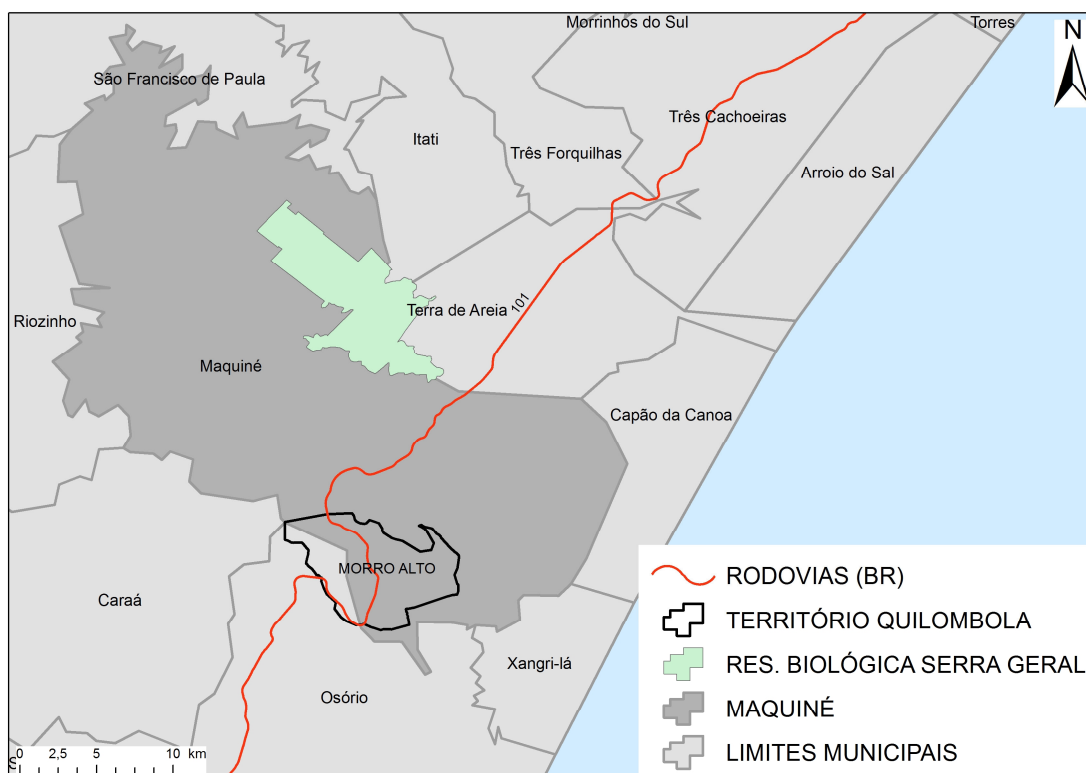 Morrinhos do Sul
Torres
N
São Francisco de Paula
Três Cachoeiras
Itati
Três Forquilhas
Arroio do Sal
Terra de Areia
101
Riozinho
Maquiné
Capão da Canoa
MORRO ALTO
Caraá
Xangri-lá
Osório
RODOVIAS (BR)
TERRITÓRIO QUILOMBOLA
RES. BIOLÓGICA SERRA GERAL
MAQUINÉ
LIMITES MUNICIPAIS
0 2,5 5 10 km
S